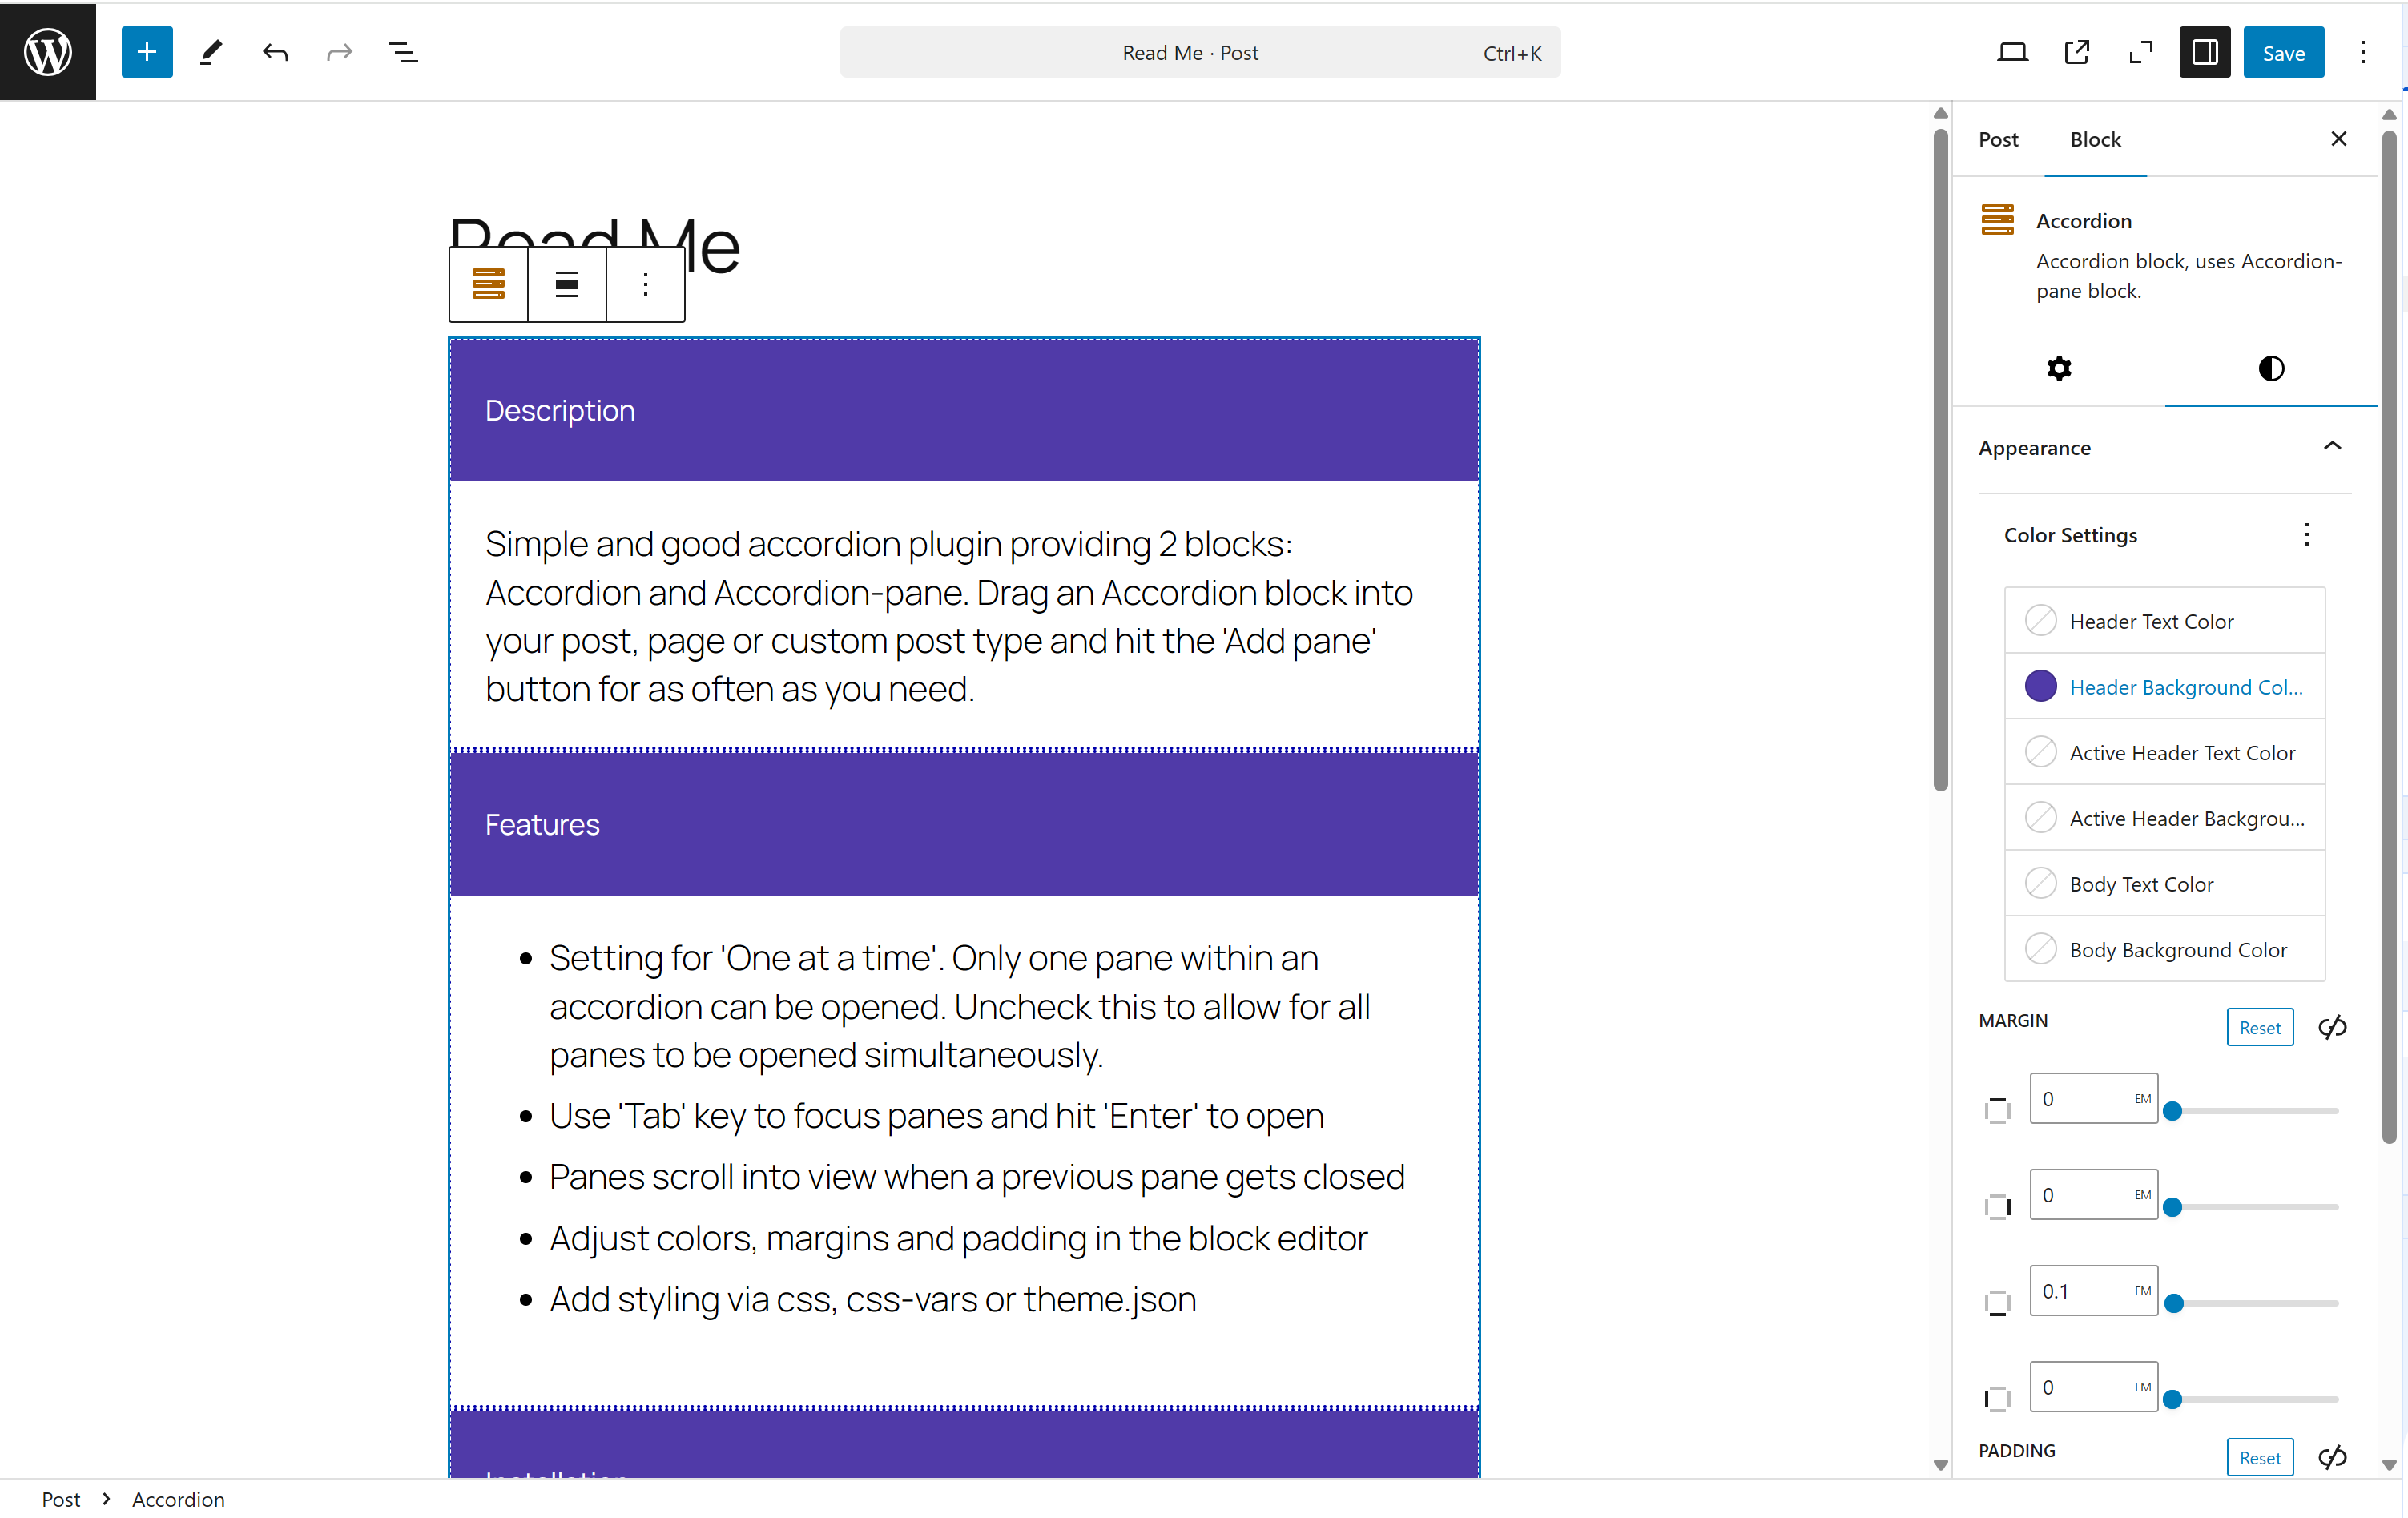 Read Me · Post Ctrl+K
Save
Read Me
Description
Simple and good accordion plugin providing 2 blocks:
Accordion and Accordion-pane. Drag an Accordion block into
your post, page or custom post type and hit the 'Add pane'
button for as often as you need.
Features
Setting for 'One at a time'. Only one pane within an
accordion can be opened. Uncheck this to allow for all
panes to be opened simultaneously.
Use 'Tab' key to focus panes and hit 'Enter' to open
Panes scroll into view when a previous pane gets closed
Adjust colors, margins and padding in the block editor
Add styling via css, css-vars or theme.json
Installation
Post Block
Accordion
Accordion block, uses Accordion-
pane block.
Appearance
Color Settings
Header Text Color
Header Background Col...
Active Header Text Color
Active Header Backgrou...
Body Text Color
Body Background Color
MARGIN Reset
0 EM
0 EM
0.1 EM
0 EM
PADDING Reset
Post › Accordion